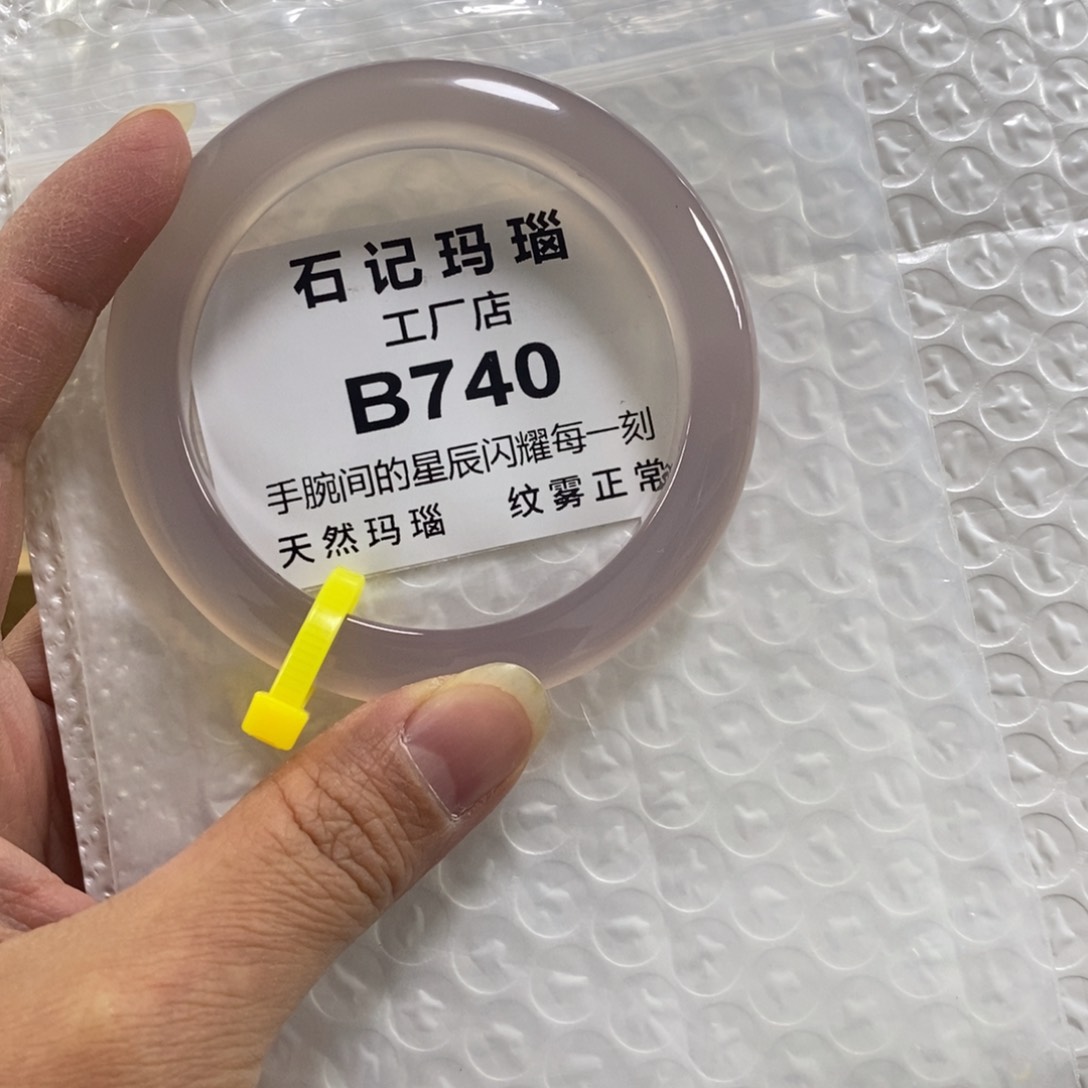 石记玛瑙
工厂店
B740
手腕间的星辰闪耀每一刻
天然玛瑙 纹雾正常